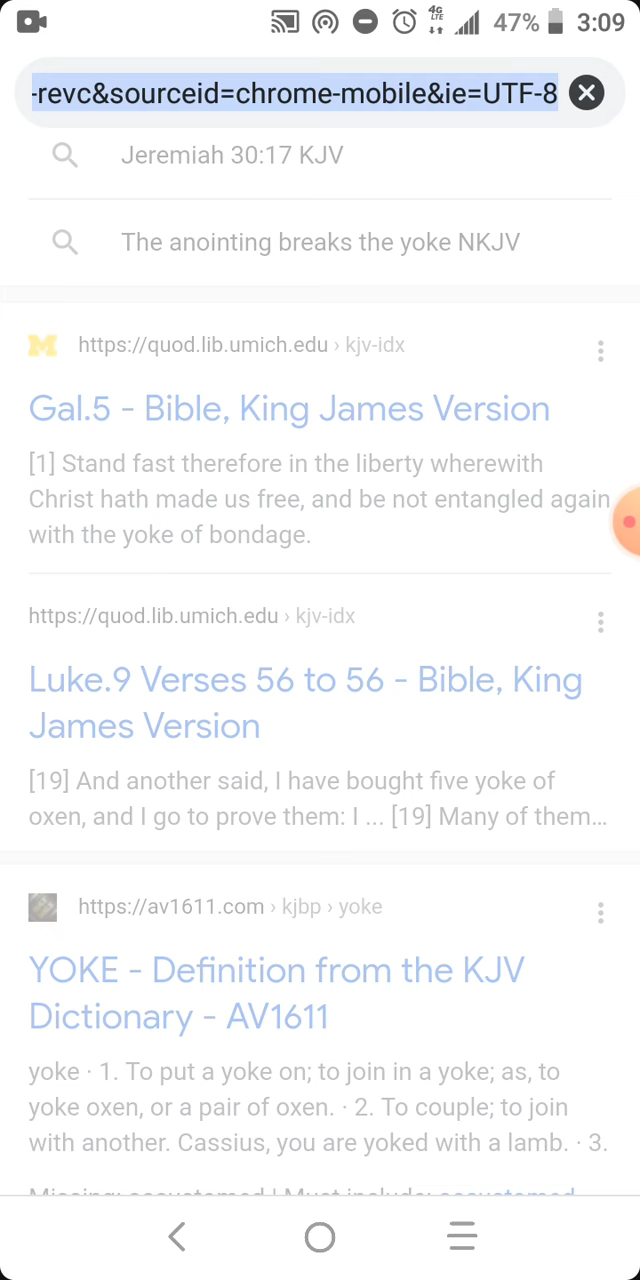 4G
LTE
47%
3:09
-revc&sourceid=chrome-mobile&ie=UTF-8
Jeremiah 30:17 KJV
The anointing breaks the yoke NKJV
https://quod.lib.umich.edu › kjv-idx
Gal.5 - Bible, King James Version
[1] Stand fast therefore in the liberty wherewith
Christ hath made us free, and be not entangled again
with the yoke of bondage.
https://quod.lib.umich.edu › kjv-idx
Luke.9 Verses 56 to 56 - Bible, King
James Version
[19] And another said, I have bought five yoke of
oxen, and I go to prove them: I ... [19] Many of them...
https://av1611.com › kjbp › yoke
YOKE - Definition from the KJV
Dictionary - AV1611
yoke · 1. To put a yoke on; to join in a yoke; as, to
yoke oxen, or a pair of oxen. · 2. To couple; to join
with another. Cassius, you are yoked with a lamb. · 3.
Missing: accustomed | Must include: accustomed